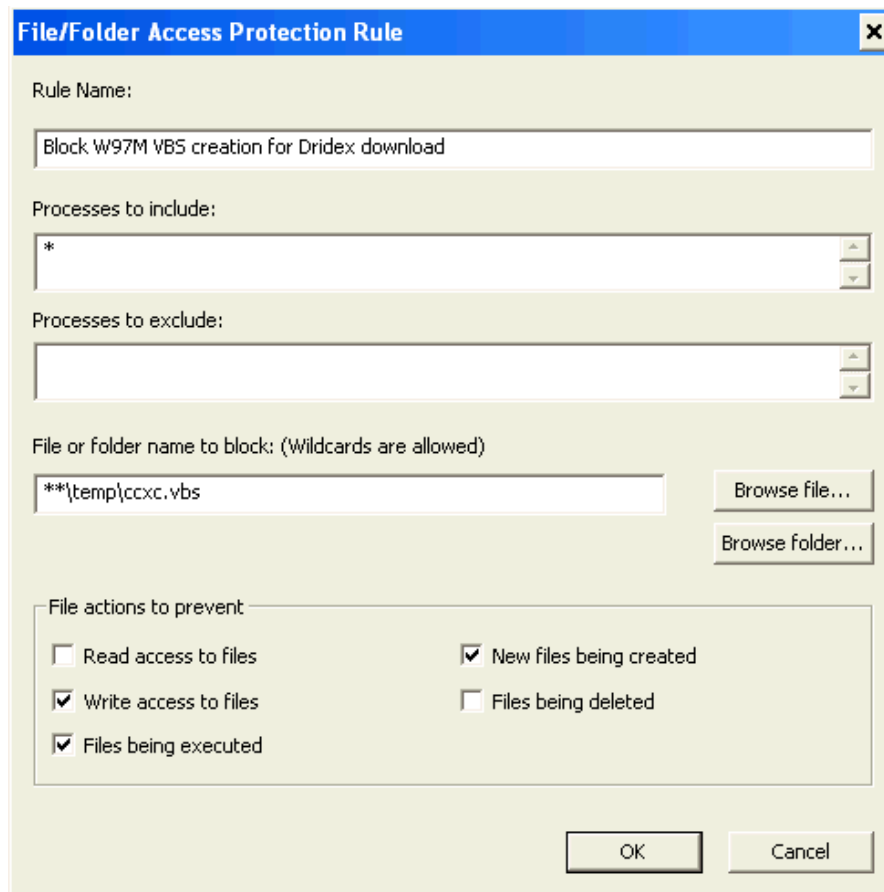 File/Folder Access Protection Rule
Rule Name:
Block W97M VBS creation for Dridex download
Processes to include:
*
Processes to exclude:
File or folder name to block: (Wildcards are allowed)
**\temp\ccxc.vbs
Browse file...
Browse folder...
File actions to prevent
Read access to files
New files being created
Write access to files
Files being deleted
Files being executed
OK
Cancel